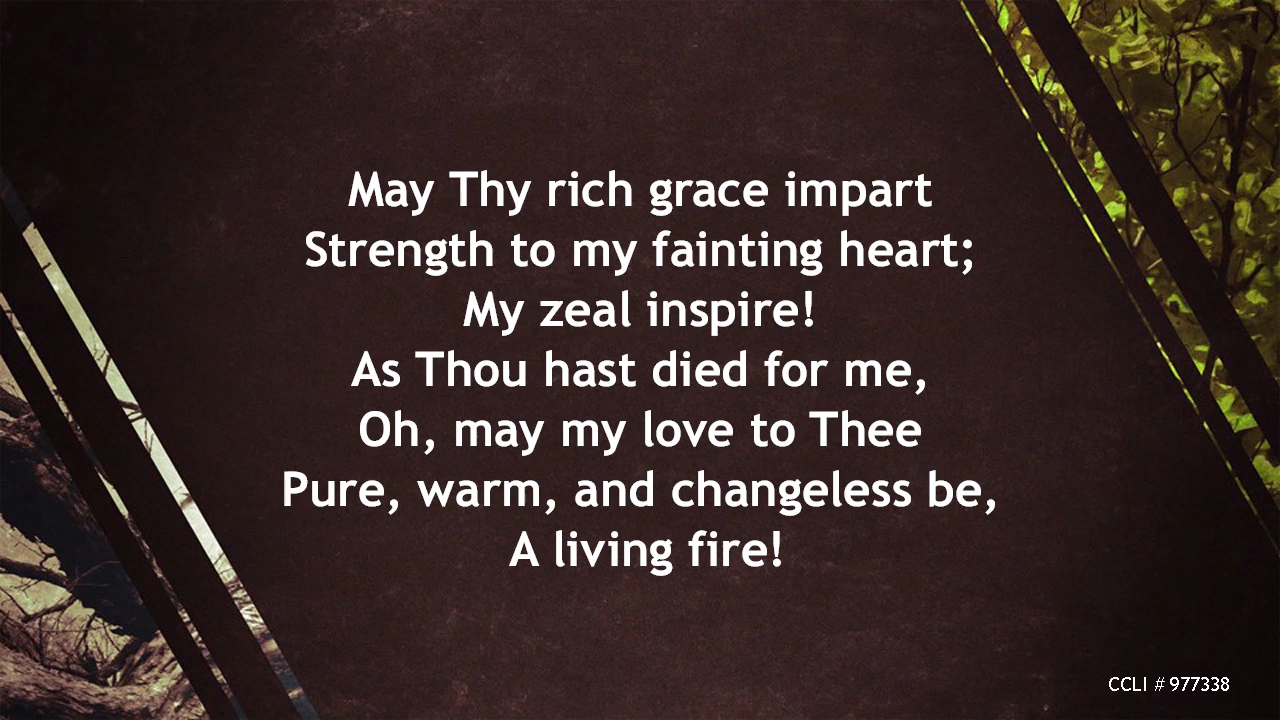 May Thy rich grace impart
Strength to my fainting heart;
My zeal inspire!
As Thou hast died for me,
Oh, may my love to Thee
Pure, warm, and changeless be,
A living fire!
CCLI # 977338